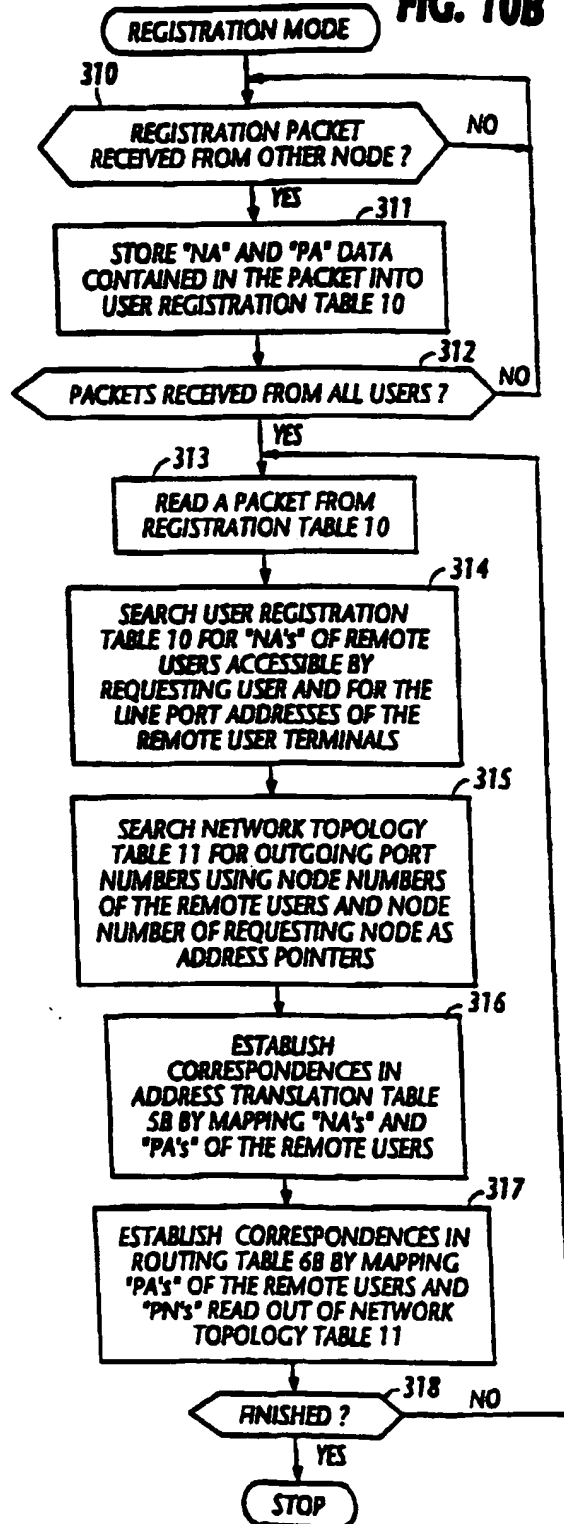 FIG. 10B
REGISTRATION MODE
310
REGISTRATION PACKET
RECEIVED FROM OTHER NODE ?
NO
YES
311
STORE "NA" AND "PA" DATA
CONTAINED IN THE PACKET INTO
USER REGISTRATION TABLE 10
312
PACKETS RECEIVED FROM ALL USERS ?
NO
YES
313
READ A PACKET FROM
REGISTRATION TABLE 10
314
SEARCH USER REGISTRATION
TABLE 10 FOR "NA's" OF REMOTE
USERS ACCESSIBLE BY
REQUESTING USER AND FOR THE
LINE PORT ADDRESSES OF THE
REMOTE USER TERMINALS
315
SEARCH NETWORK TOPOLOGY
TABLE 11 FOR OUTGOING PORT
NUMBERS USING NODE NUMBERS
OF THE REMOTE USERS AND NODE
NUMBER OF REQUESTING NODE AS
ADDRESS POINTERS
316
ESTABLISH
CORRESPONDENCES IN
ADDRESS TRANSLATION TABLE
5B BY MAPPING "NA's" AND
"PA's" OF THE REMOTE USERS
317
ESTABLISH CORRESPONDENCES IN
ROUTING TABLE 6B BY MAPPING
"PA's" OF THE REMOTE USERS AND
"PN's" READ OUT OF NETWORK
TOPOLOGY TABLE 11
318
FINISHED ?
NO
YES
STOP